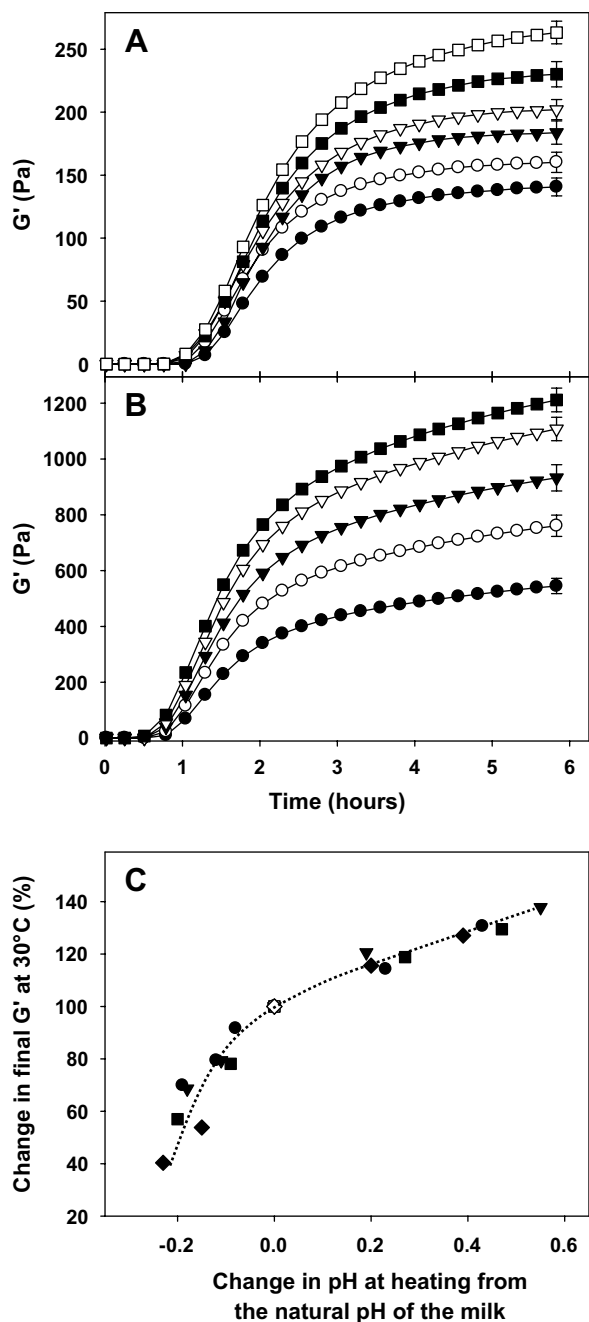 A
250
200
150
100
50
0
G' (Pa)
B
1200
1000
800
600
400
200
0
G' (Pa)
0 1 2 3 4 5 6
Time (hours)
C
140
120
100
80
60
40
20
Change in final G' at 30°C (%)
-0.2 0.0 0.2 0.4 0.6
Change in pH at heating from
the natural pH of the milk